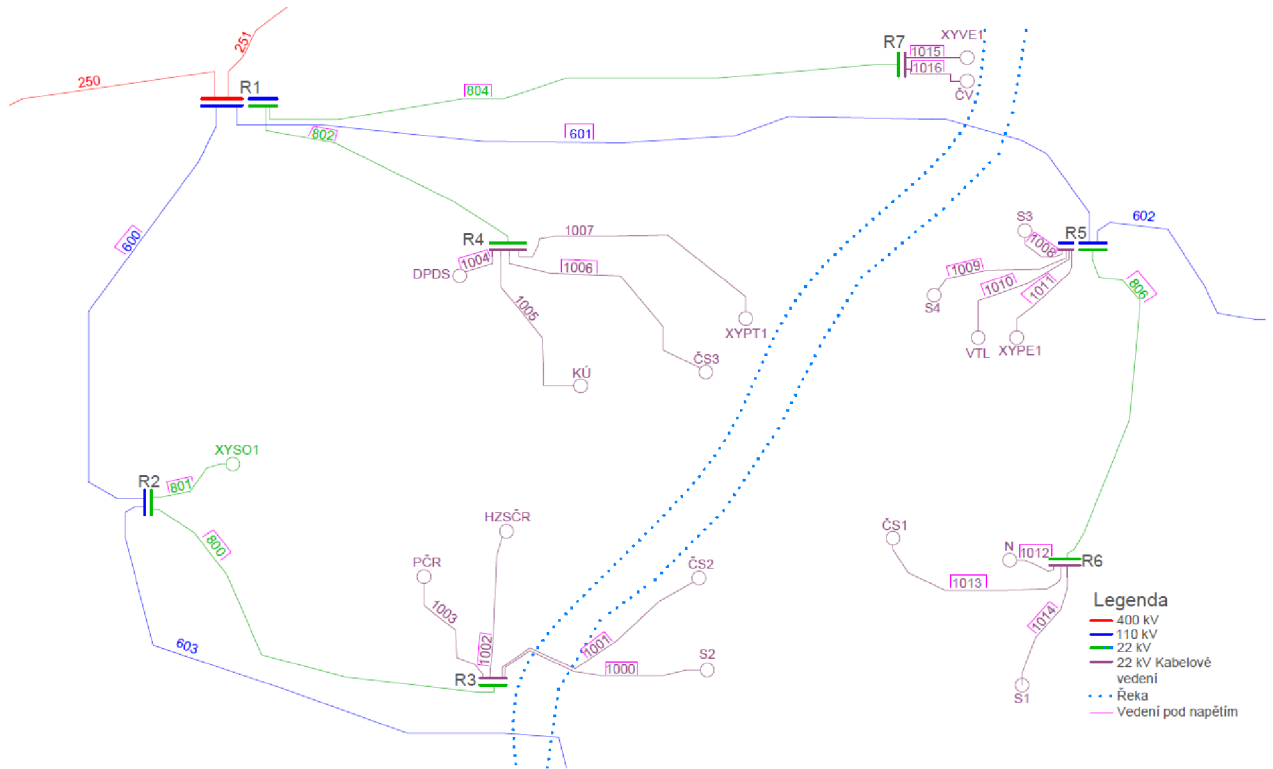 251
XYVE1
R7
1015
1016
ČV
250
R1
804
802
601
600
R4
1007
1004
1006
DPDS
1005
XYPT1
ČS3
KÚ
S3
R5
602
1008
1009
1010
1011
S4
VTL
XYPE1
806
XYSO1
R2
801
800
HZSČR
PČR
ČS2
1003
1002
1001
603
S2
1000
R3
ČS1
N
1012
R6
1013
1014
S1
Legenda
400 kV
110 kV
22 kV
22 kV Kabelové
vedení
Řeka
Vedení pod napětím